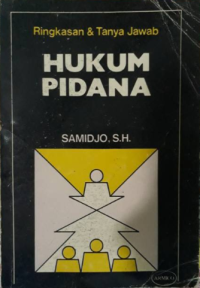 Ringkasan & Tanya Jawab
HUKUM
PIDANA
SAMIDJO, S.H.